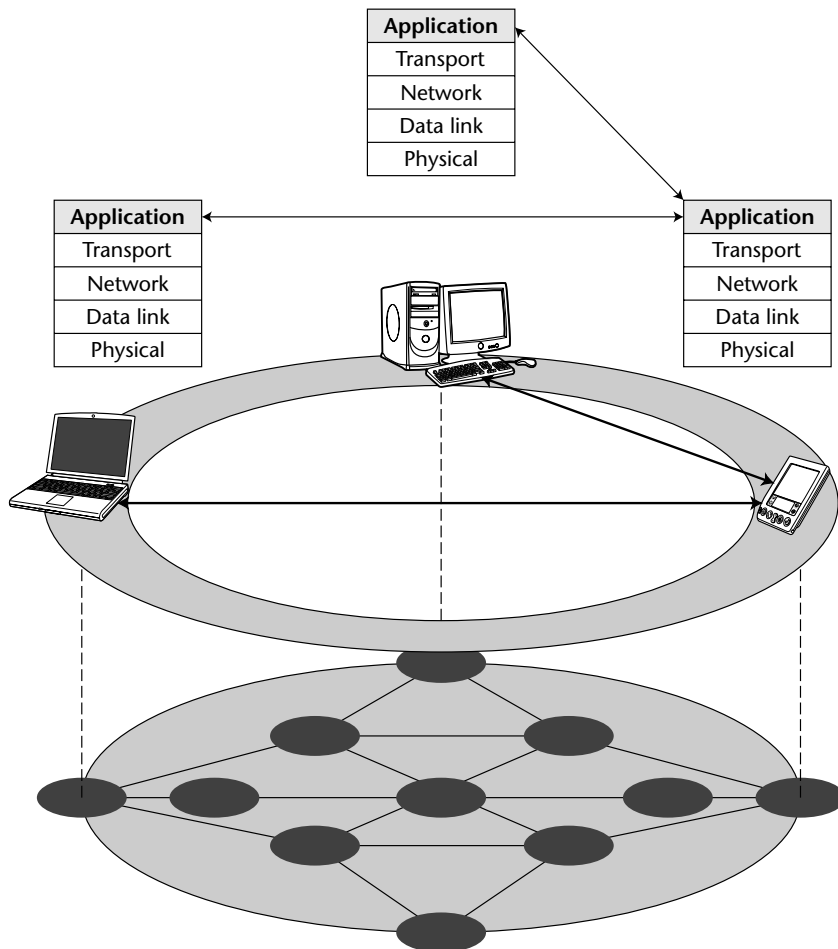 Application
Transport
Network
Data link
Physical
Application
Transport
Network
Data link
Physical
Application
Transport
Network
Data link
Physical